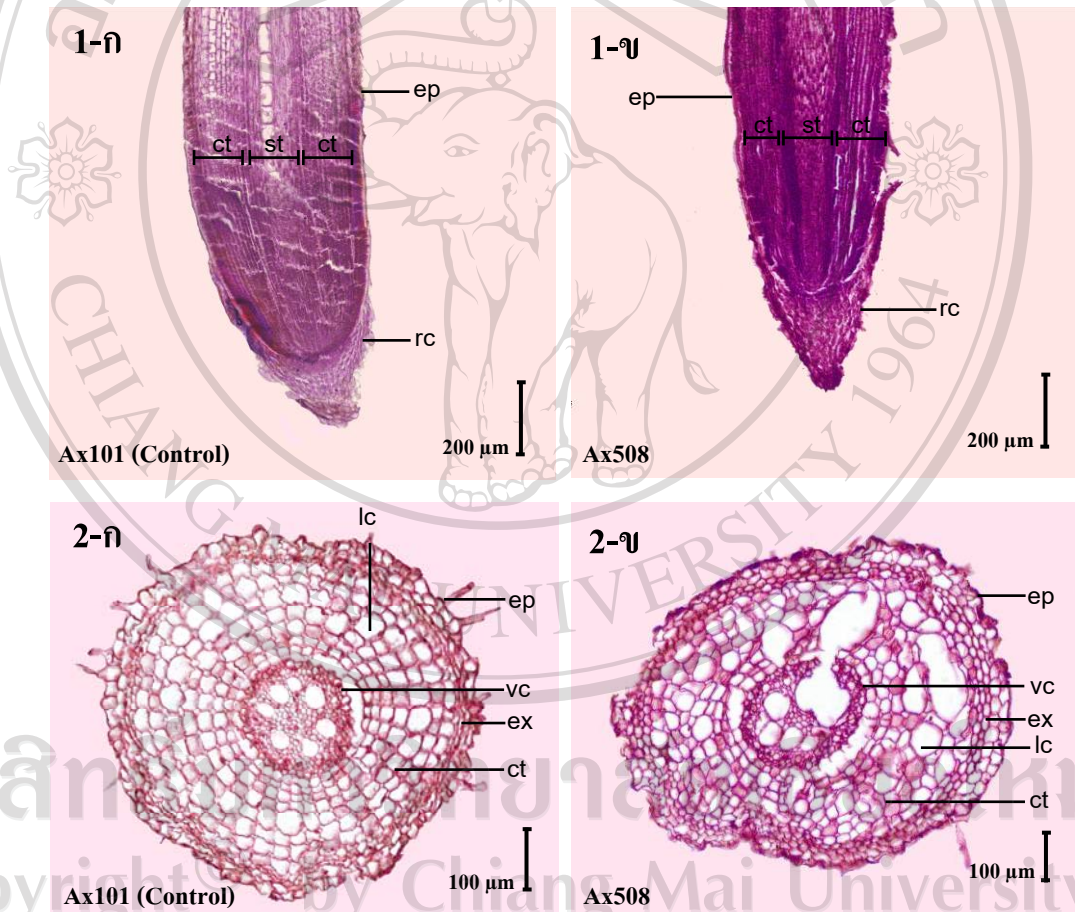 1-ก
ep
ct st ct
rc
Ax101 (Control)
200 µm
1-ข
ep
ct st ct
rc
Ax508
200 µm
2-ก
lc
ep
vc
ex
ct
Ax101 (Control)
100 µm
2-ข
ep
vc
ex
lc
ct
Ax508
100 µm
CHIANG MAI UNIVERSITY 1964
by Chiang Mai University